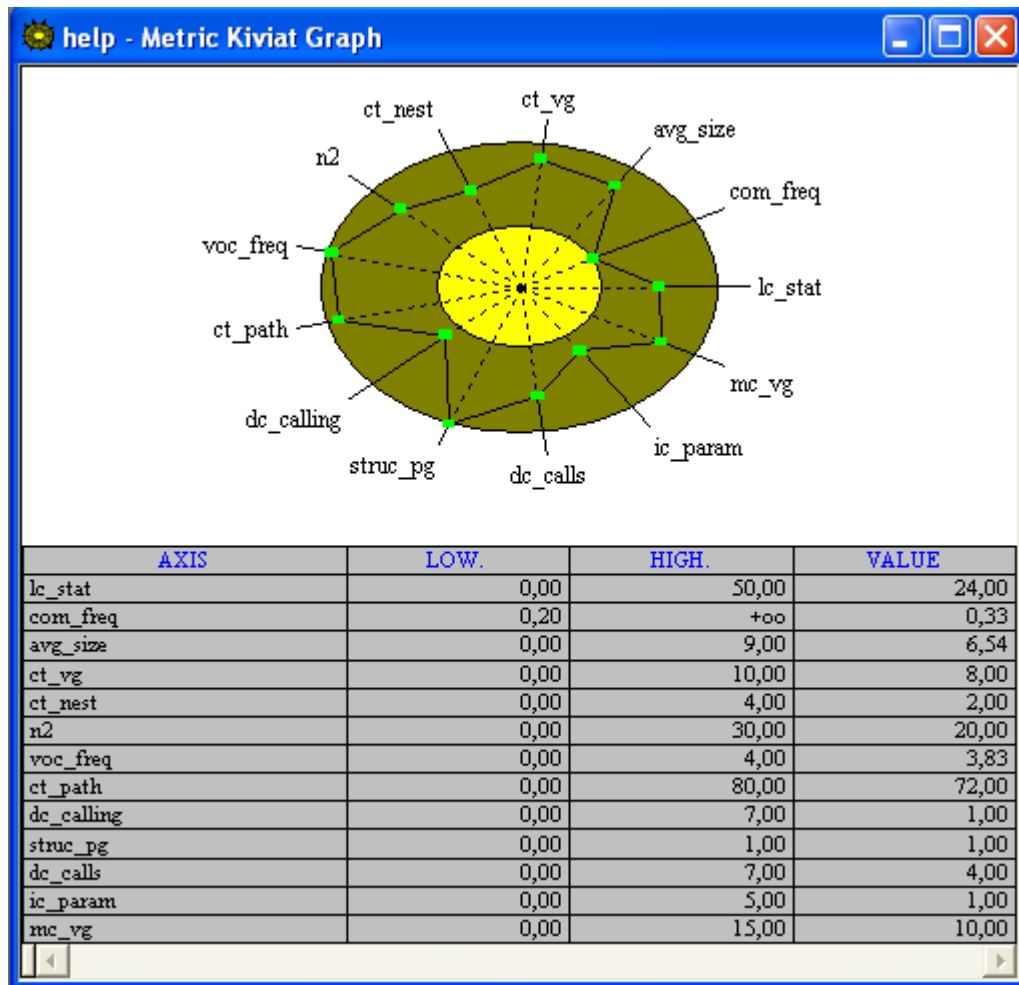 help - Metric Kiviat Graph
ct_vg
ct_nest
avg_size
n2
com_freq
voc_freq
lc_stat
ct_path
mc_vg
dc_calling
ic_param
struc_pg
dc_calls
AXIS LOW. HIGH. VALUE
lc_stat 0,00 50,00 24,00
com_freq 0,20 +oo 0,33
avg_size 0,00 9,00 6,54
ct_vg 0,00 10,00 8,00
ct_nest 0,00 4,00 2,00
n2 0,00 30,00 20,00
voc_freq 0,00 4,00 3,83
ct_path 0,00 80,00 72,00
dc_calling 0,00 7,00 1,00
struc_pg 0,00 1,00 1,00
dc_calls 0,00 7,00 4,00
ic_param 0,00 5,00 1,00
mc_vg 0,00 15,00 10,00